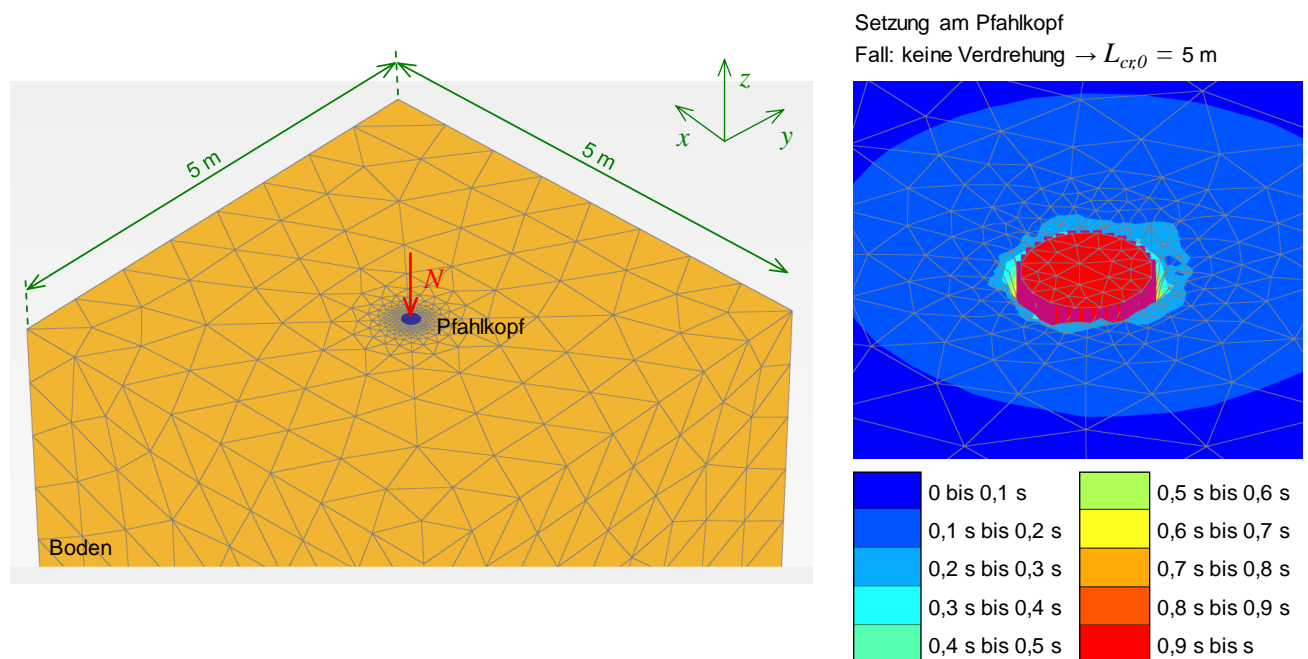 5 m
5 m
z
x
y
N
Pfahlkopf
Boden
Setzung am Pfahlkopf
Fall: keine Verdrehung → L_cr,0 = 5 m
0 bis 0,1 s
0,1 s bis 0,2 s
0,2 s bis 0,3 s
0,3 s bis 0,4 s
0,4 s bis 0,5 s
0,5 s bis 0,6 s
0,6 s bis 0,7 s
0,7 s bis 0,8 s
0,8 s bis 0,9 s
0,9 s bis s